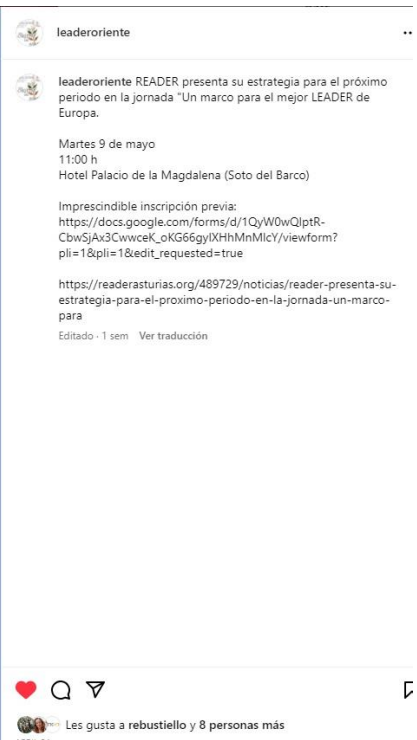 leaderoriente
leaderoriente READER presenta su estrategia para el próximo
periodo en la jornada "Un marco para el mejor LEADER de
Europa.
Martes 9 de mayo
11:00 h
Hotel Palacio de la Magdalena (Soto del Barco)
Imprescindible inscripción previa:
https://docs.google.com/forms/d/1QyW0wQlptR-
CbwSjAx3CwwceK_oKG66gylXHhMnMlcY/viewform?
pli=1&pli=1&edit_requested=true
https://readerasturias.org/489729/noticias/reader-presenta-su-
estrategia-para-el-proximo-periodo-en-la-jornada-un-marco-
para
Editado · 1 sem Ver traducción
Les gusta a rebustiello y 8 personas más